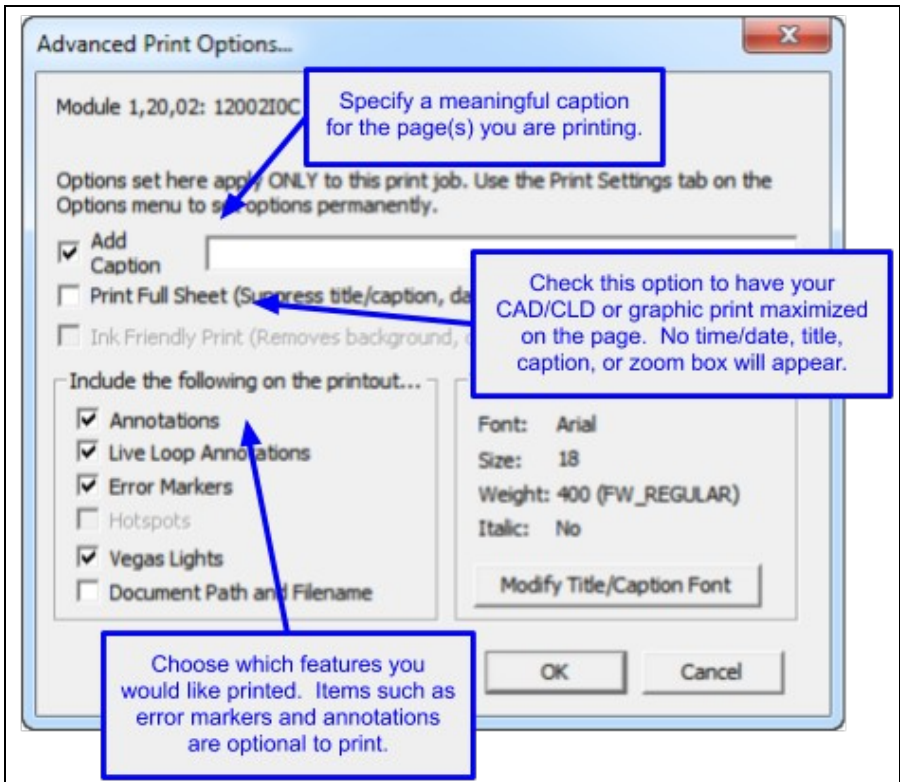 Advanced Print Options...
Module 1,20,02: 12002I0C
Specify a meaningful caption
for the page(s) you are printing.
Options set here apply ONLY to this print job. Use the Print Settings tab on the
Options menu to set options permanently.
Add
Caption
Print Full Sheet (Suppress title/caption,
Check this option to have your
CAD/CLD or graphic print maximized
on the page. No time/date, title,
caption, or zoom box will appear.
Ink Friendly Print (Removes background,
Include the following on the printout...
Annotations
Live Loop Annotations
Error Markers
Hotspots
Vegas Lights
Document Path and Filename
Font: Arial
Size: 18
Weight: 400 (FW_REGULAR)
Italic: No
Modify Title/Caption Font
Choose which features you
would like printed. Items such as
error markers and annotations
are optional to print.
OK
Cancel